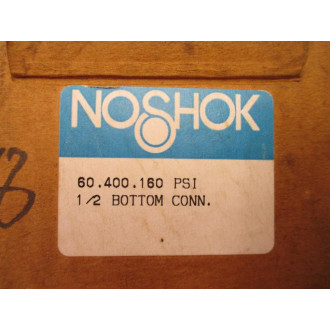 NOSHOK
60.400.160 PSI
1/2 BOTTOM CONN.